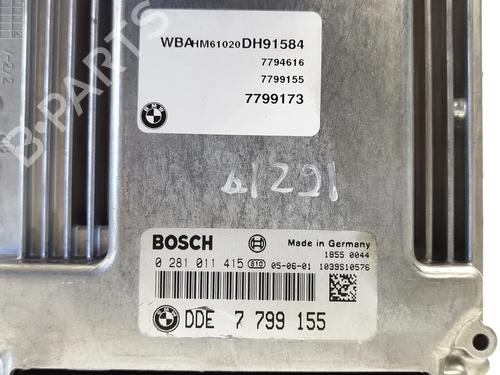 WBAHM61020DH91584
7794616
7799155
7799173
BOSCH
Made in Germany
1855 0044
0 281 011 415 810 05-06-01 1039S10576
DDE 7 799 155